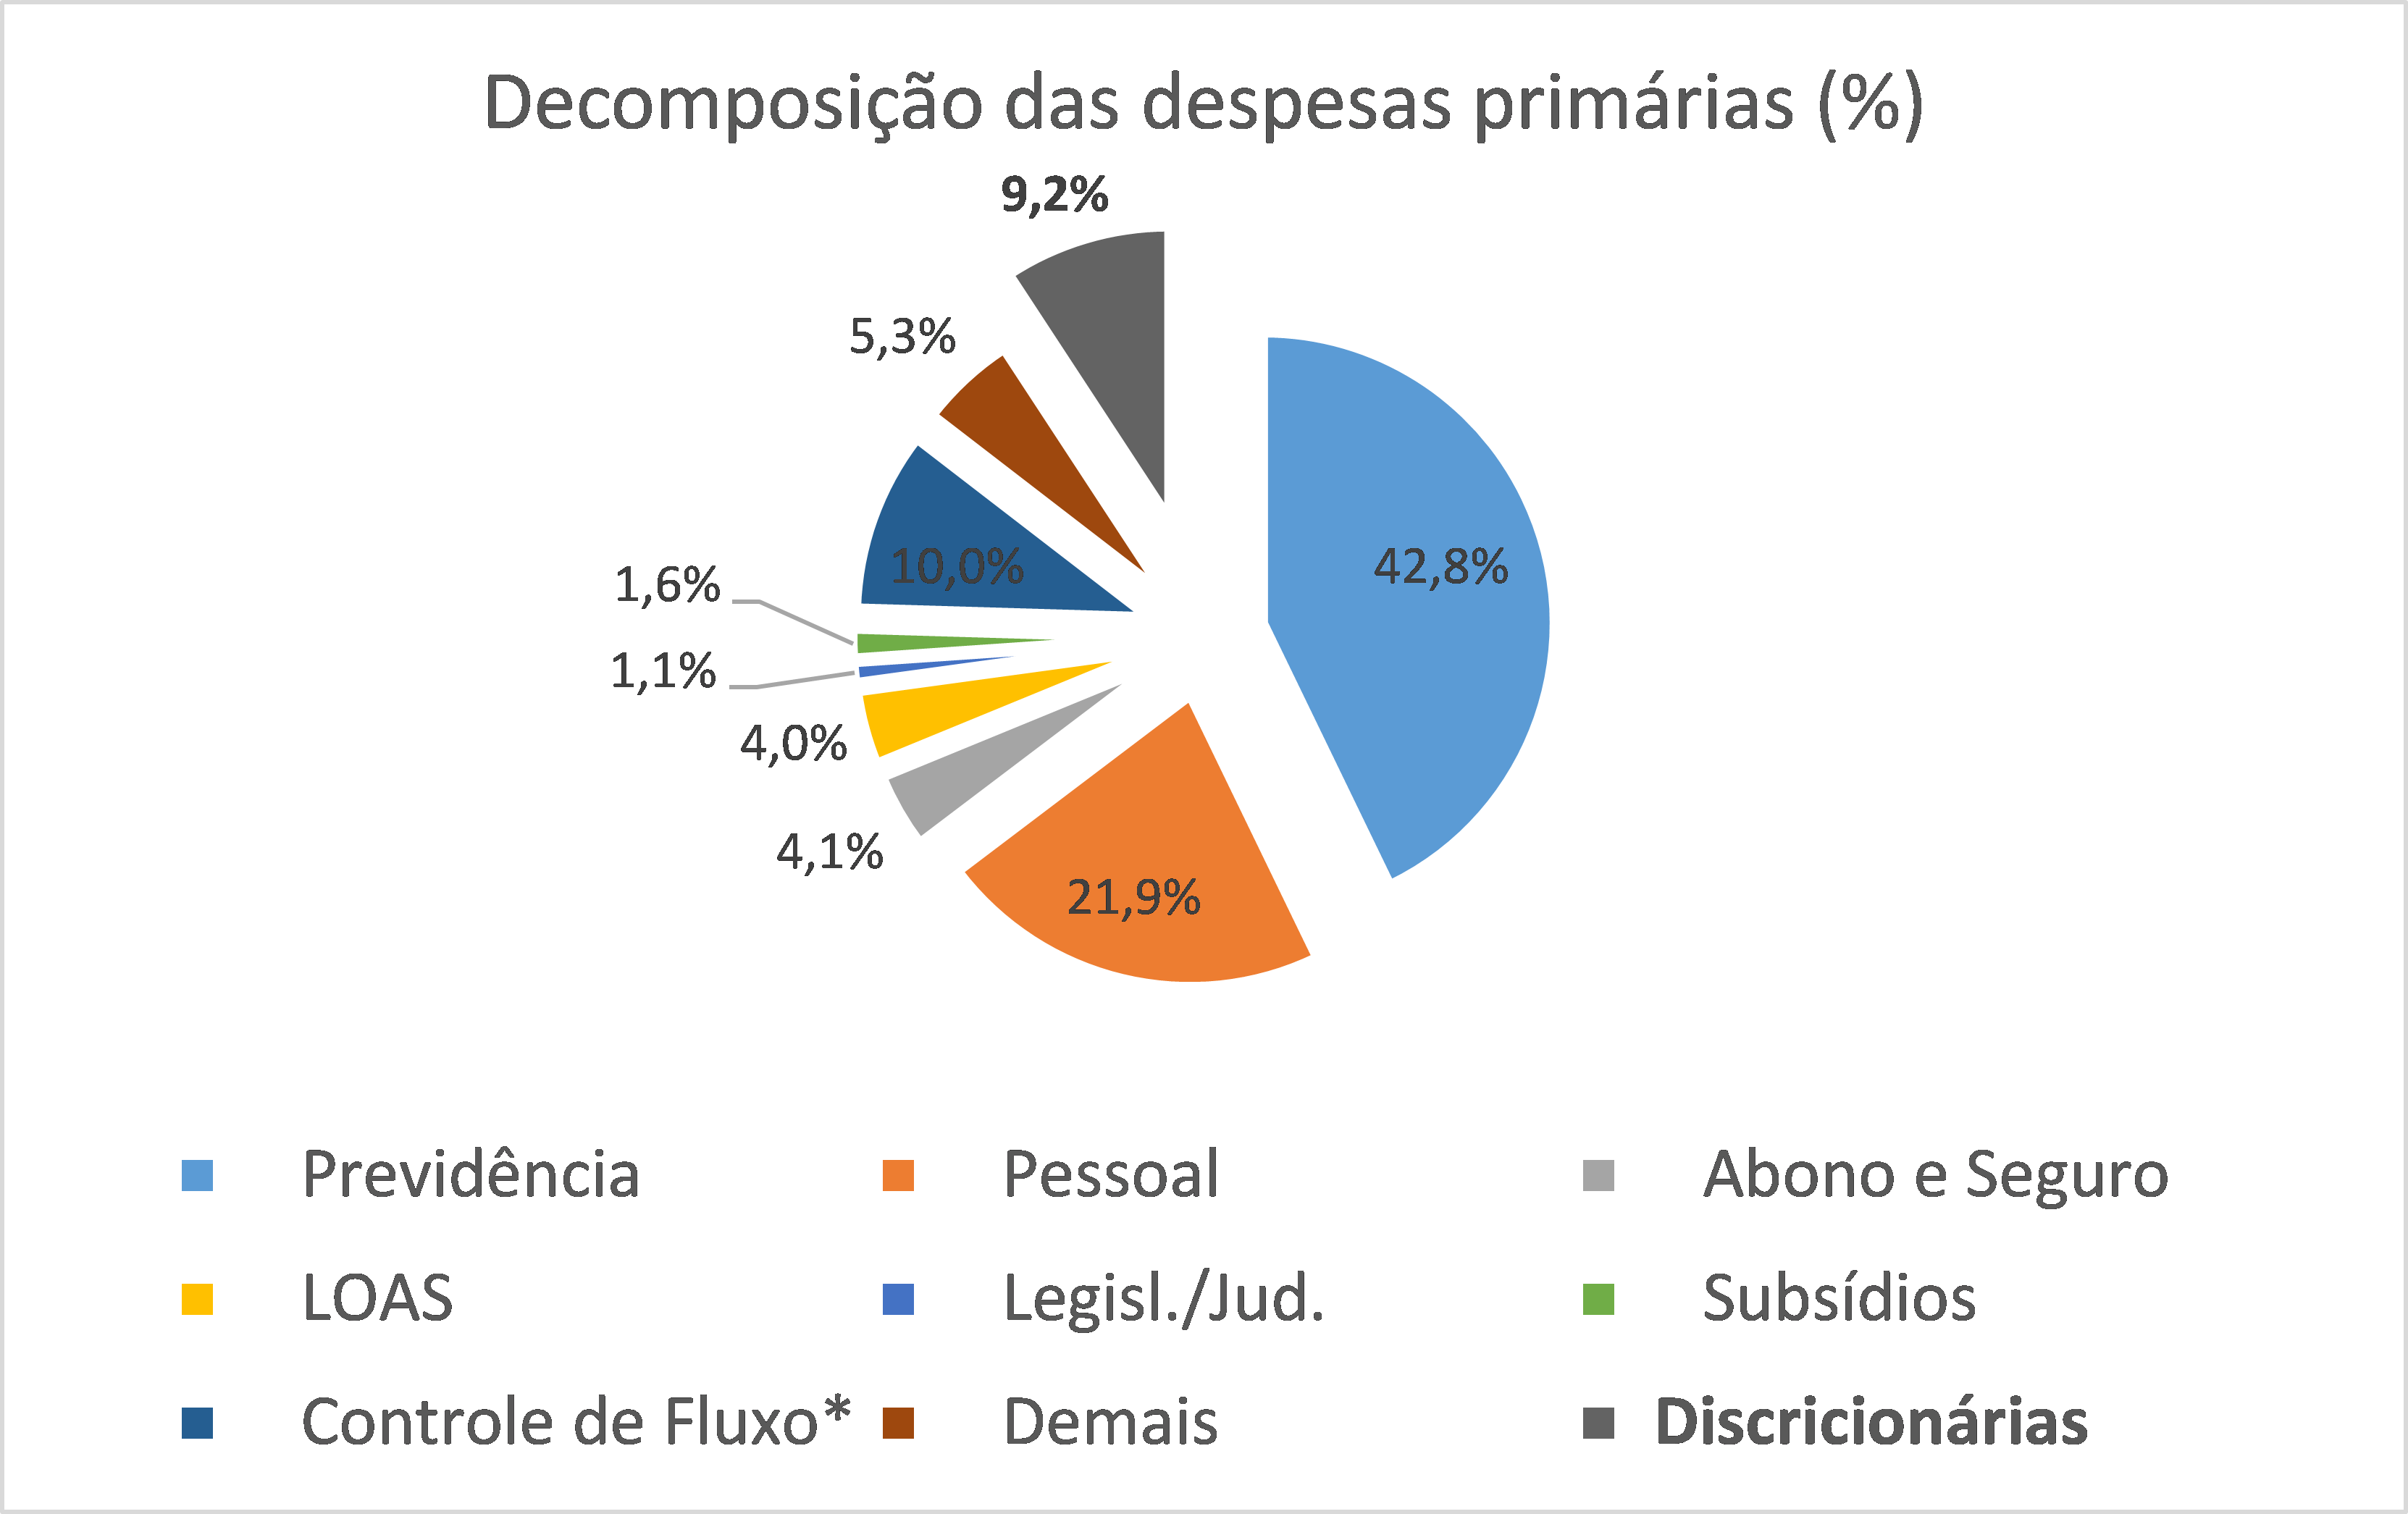 Decomposição das despesas primárias (%)
9,2%
5,3%
10,0%
42,8%
1,6%
1,1%
4,0%
4,1%
21,9%
Previdência
Pessoal
Abono e Seguro
LOAS
Legisl./Jud.
Subsídios
Controle de Fluxo*
Demais
Discricionárias